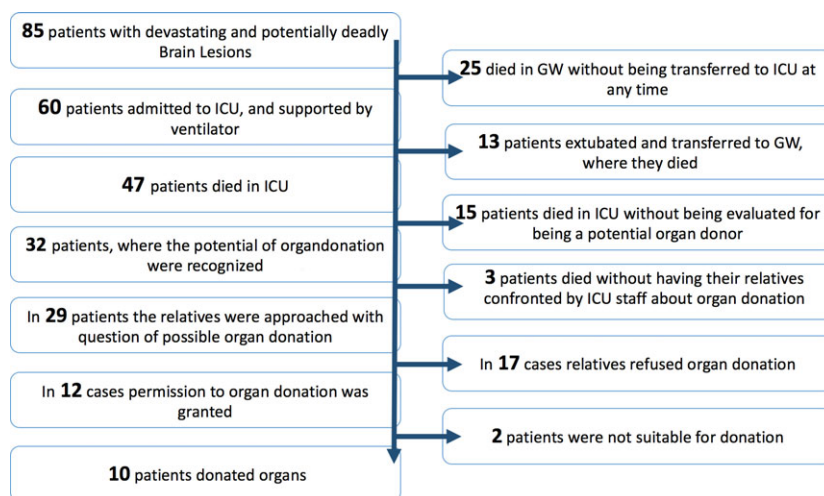 85 patients with devastating and potentially deadly
Brain Lesions
25 died in GW without being transferred to ICU at
any time
60 patients admitted to ICU, and supported by
ventilator
13 patients extubated and transferred to GW,
where they died
47 patients died in ICU
15 patients died in ICU without being evaluated for
being a potential organ donor
32 patients, where the potential of organdonation
were recognized
3 patients died without having their relatives
confronted by ICU staff about organ donation
In 29 patients the relatives were approached with
question of possible organ donation
In 17 cases relatives refused organ donation
In 12 cases permission to organ donation was
granted
2 patients were not suitable for donation
10 patients donated organs